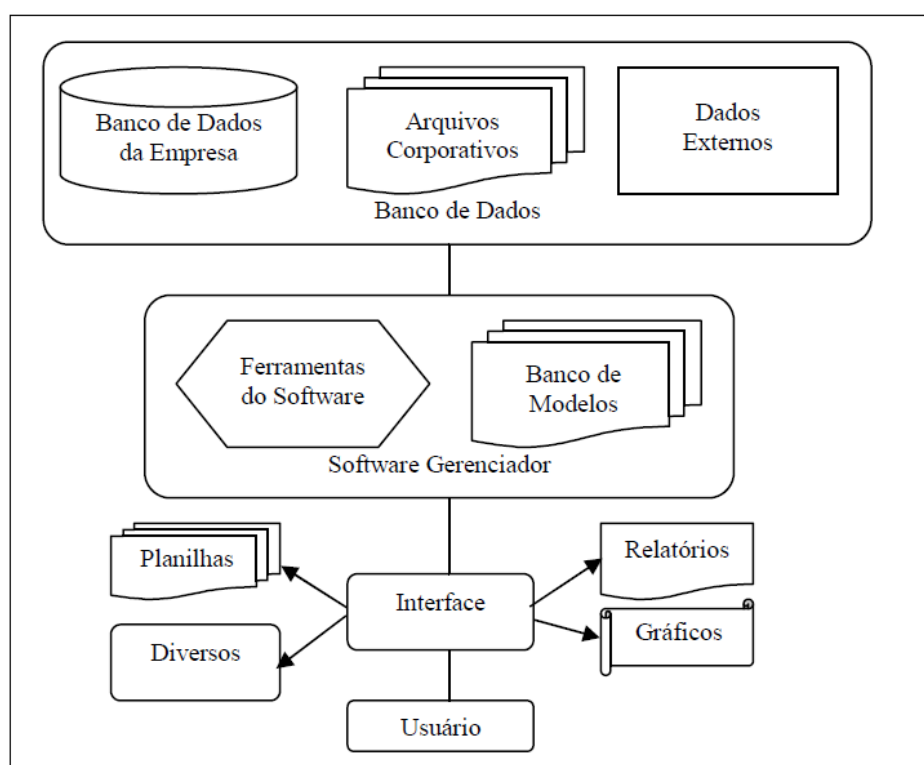 Banco de Dados
da Empresa
Arquivos
Corporativos
Dados
Externos
Banco de Dados
Ferramentas
do Software
Banco de
Modelos
Software Gerenciador
Planilhas
Relatórios
Interface
Diversos
Gráficos
Usuário